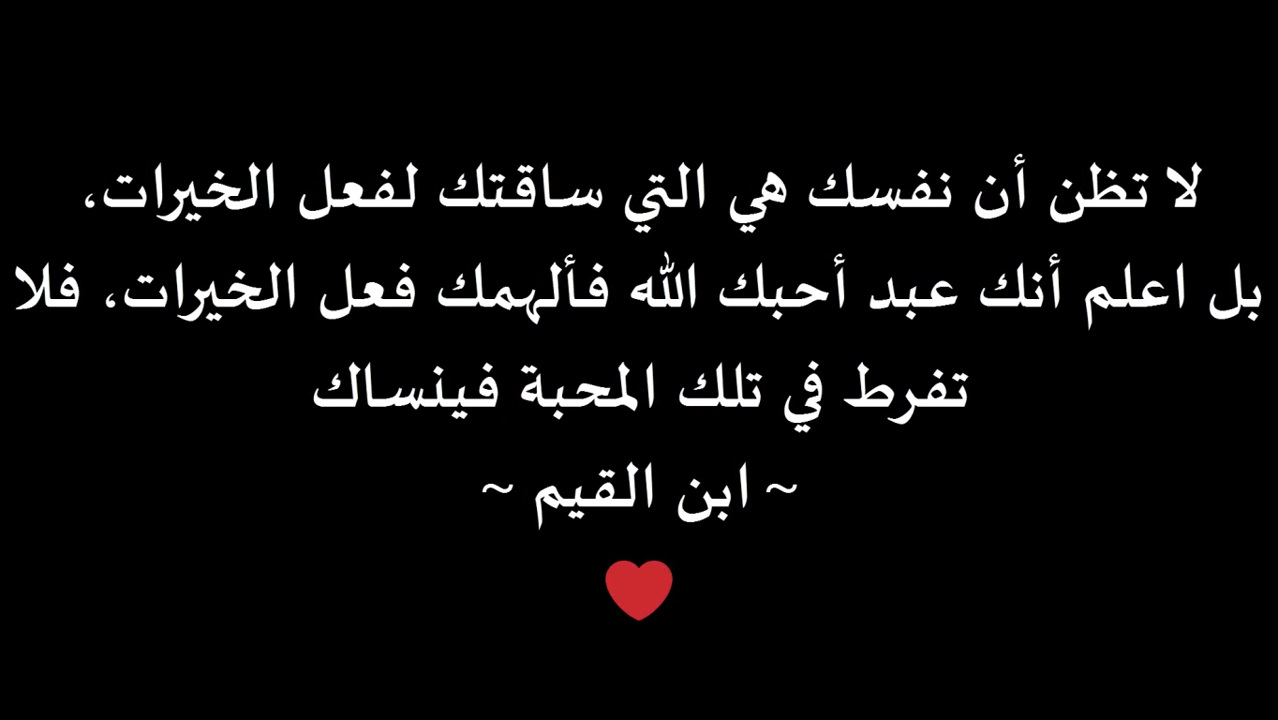 لا تظن أن نفسك هي التي ساقتك لفعل الخيرات،
بل اعلم أنك عبد أحبك الله فألهمك فعل الخيرات، فلا
تفرط في تلك المحبة فينساك
~ ابن القيم ~